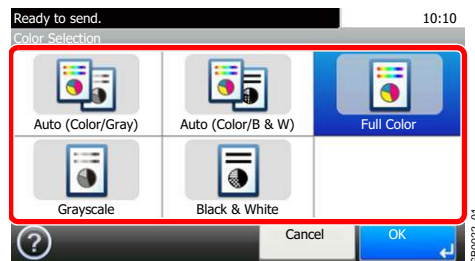 Ready to send. 10:10
Color Selection
Auto (Color/Gray) Auto (Color/B & W) Full Color
Grayscale Black & White
? Cancel OK